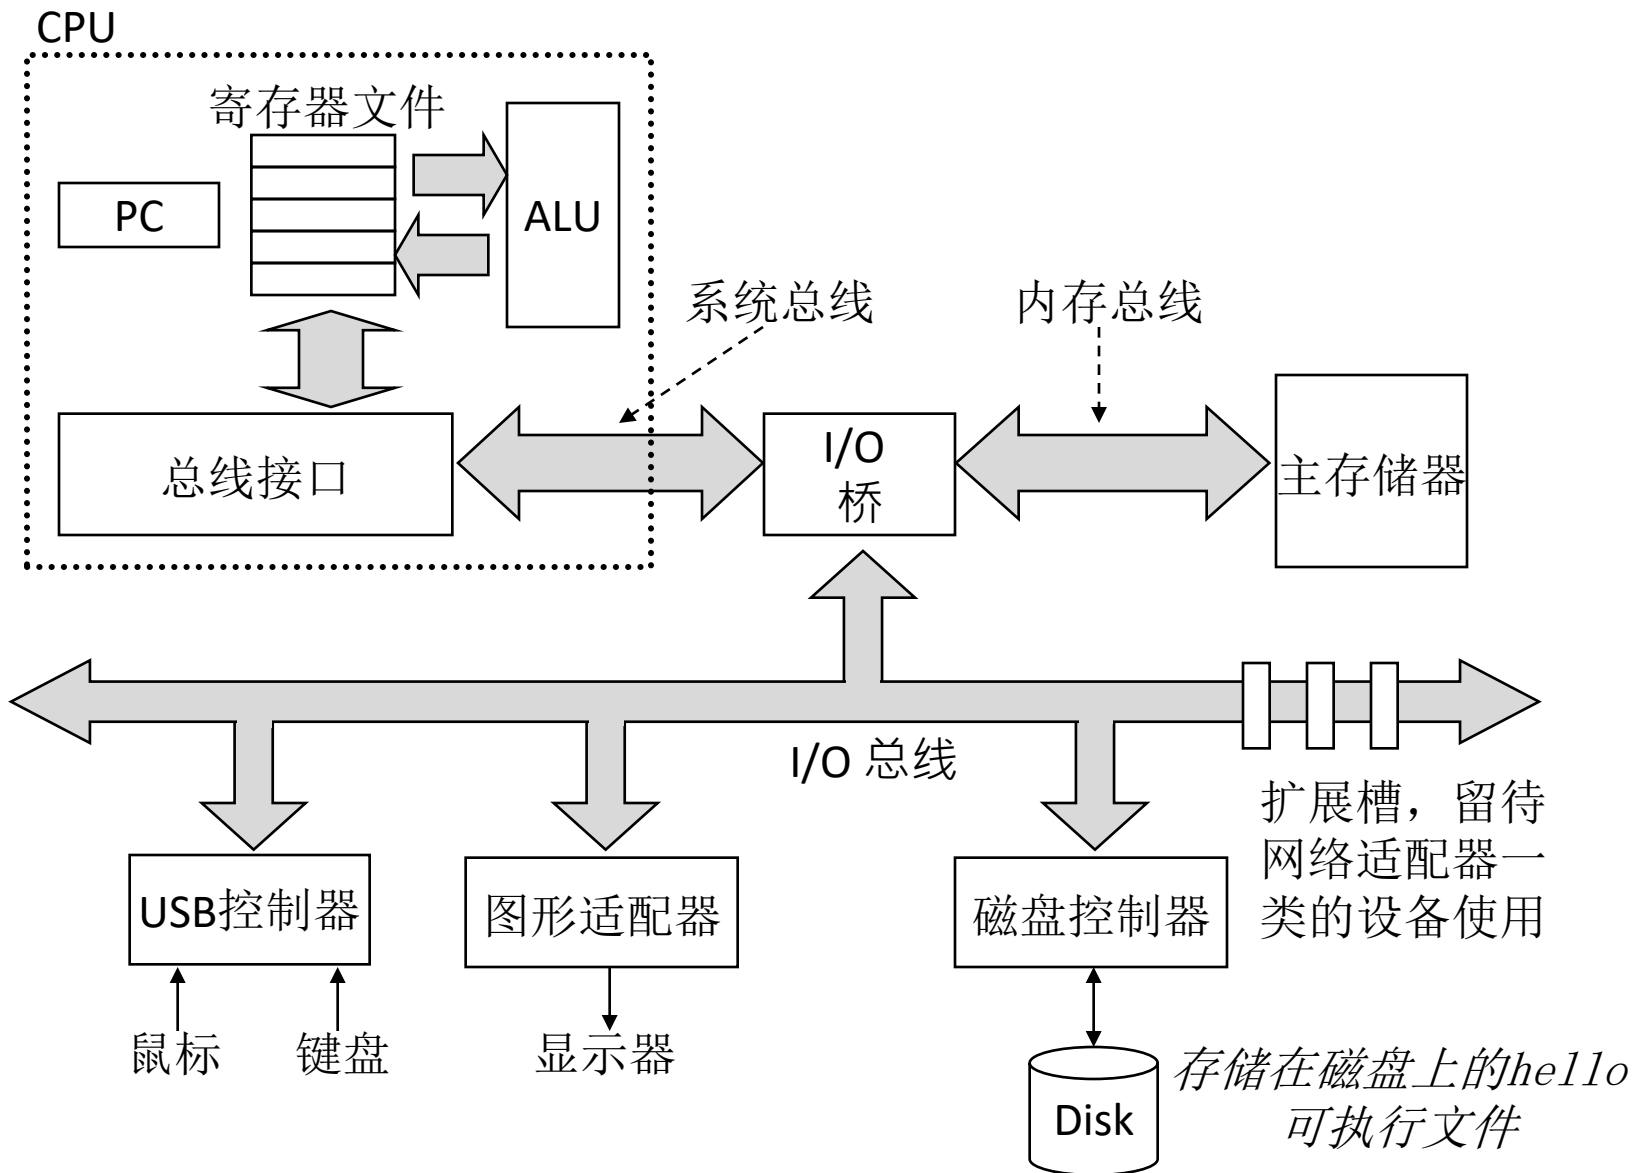 CPU
寄存器文件
PC
ALU
系统总线
内存总线
总线接口
I/O
桥
主存储器
I/O 总线
扩展槽，留待
网络适配器一
类的设备使用
USB控制器
图形适配器
磁盘控制器
鼠标
键盘
显示器
Disk
存储在磁盘上的hello
可执行文件